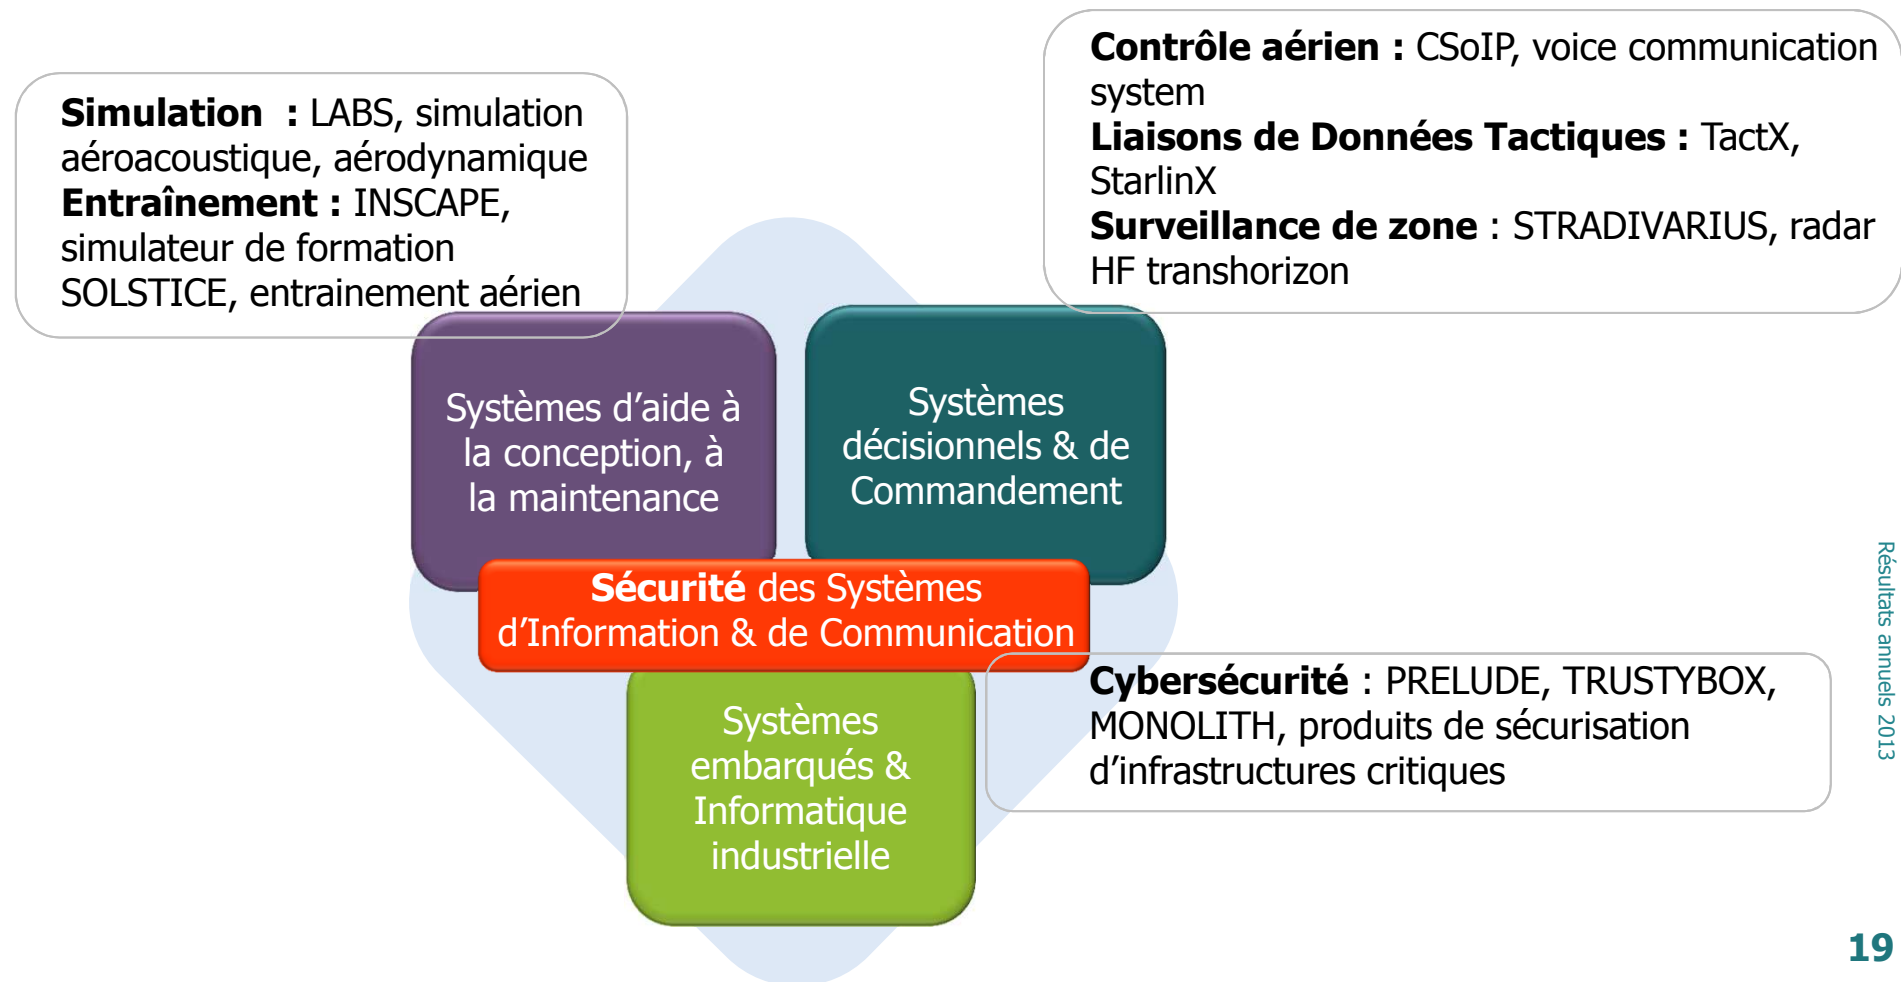 Simulation : LABS, simulation
aéroacoustique, aérodynamique
Entraînement : INSCAPE,
simulateur de formation
SOLSTICE, entrainement aérien
Contrôle aérien : CSoIP, voice communication
system
Liaisons de Données Tactiques : TactX,
StarlinX
Surveillance de zone : STRADIVARIUS, radar
HF transhorizon
Systèmes d’aide à
la conception, à
la maintenance
Systèmes
décisionnels & de
Commandement
Sécurité des Systèmes
d’Information & de Communication
Cybersécurité : PRELUDE, TRUSTYBOX,
MONOLITH, produits de sécurisation
d’infrastructures critiques
Systèmes
embarqués &
Informatique
industrielle
Résultats annuels 2013
19